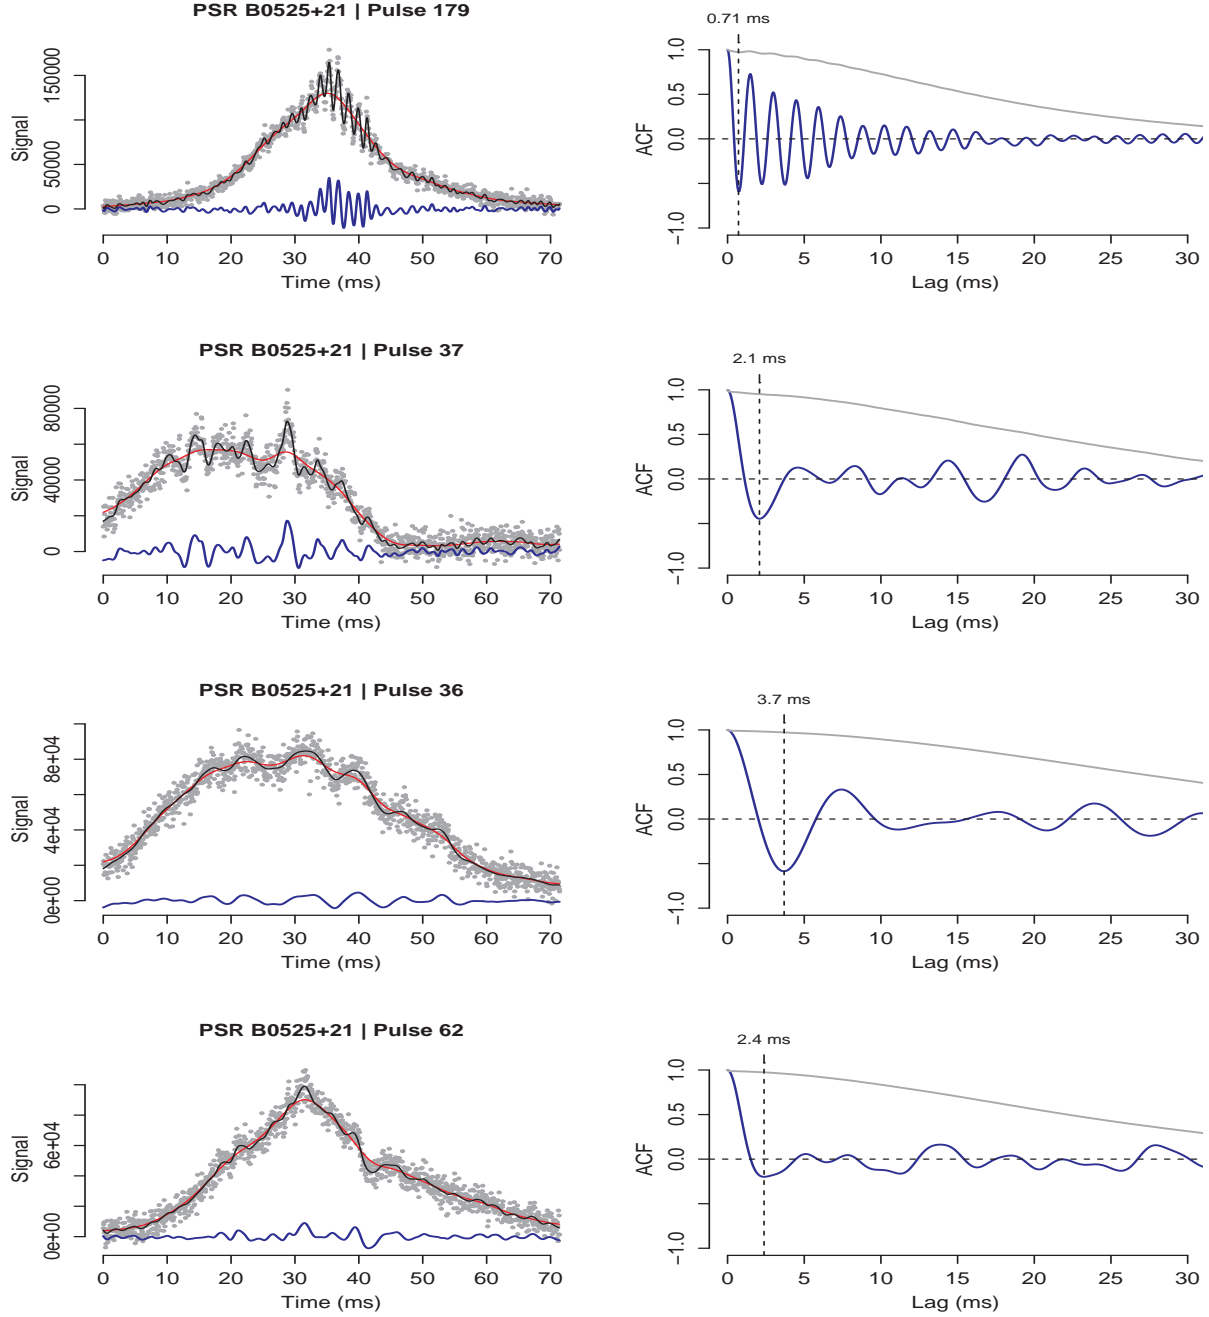 PSR B0525+21 | Pulse 179
Signal
0 50000 150000
0 10 20 30 40 50 60 70
Time (ms)
0.71 ms
ACF
−1.0 0.0 0.5 1.0
0 5 10 15 20 25 30
Lag (ms)
PSR B0525+21 | Pulse 37
Signal
0 40000 80000
0 10 20 30 40 50 60 70
Time (ms)
2.1 ms
ACF
−1.0 0.0 0.5 1.0
0 5 10 15 20 25 30
Lag (ms)
PSR B0525+21 | Pulse 36
Signal
0e+00 4e+04 8e+04
0 10 20 30 40 50 60 70
Time (ms)
3.7 ms
ACF
−1.0 0.0 0.5 1.0
0 5 10 15 20 25 30
Lag (ms)
PSR B0525+21 | Pulse 62
Signal
0e+00 6e+04
0 10 20 30 40 50 60 70
Time (ms)
2.4 ms
ACF
−1.0 0.0 0.5 1.0
0 5 10 15 20 25 30
Lag (ms)